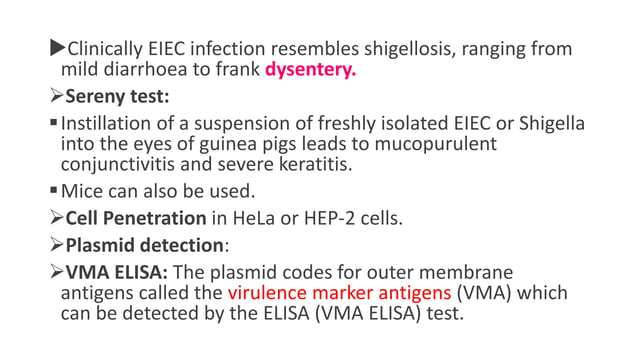 ▶Clinically EIEC infection resembles shigellosis, ranging from
mild diarrhoea to frank dysentery.
➢Sereny test:
▪Instillation of a suspension of freshly isolated EIEC or Shigella
into the eyes of guinea pigs leads to mucopurulent
conjunctivitis and severe keratitis.
▪Mice can also be used.
➢Cell Penetration in HeLa or HEP-2 cells.
➢Plasmid detection:
➢VMA ELISA: The plasmid codes for outer membrane
antigens called the virulence marker antigens (VMA) which
can be detected by the ELISA (VMA ELISA) test.